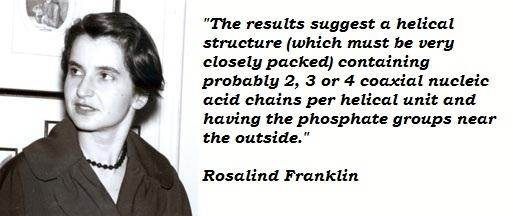 "The results suggest a helical
structure (which must be very
closely packed) containing
probably 2, 3 or 4 coaxial nucleic
acid chains per helical unit and
having the phosphate groups near
the outside."
Rosalind Franklin